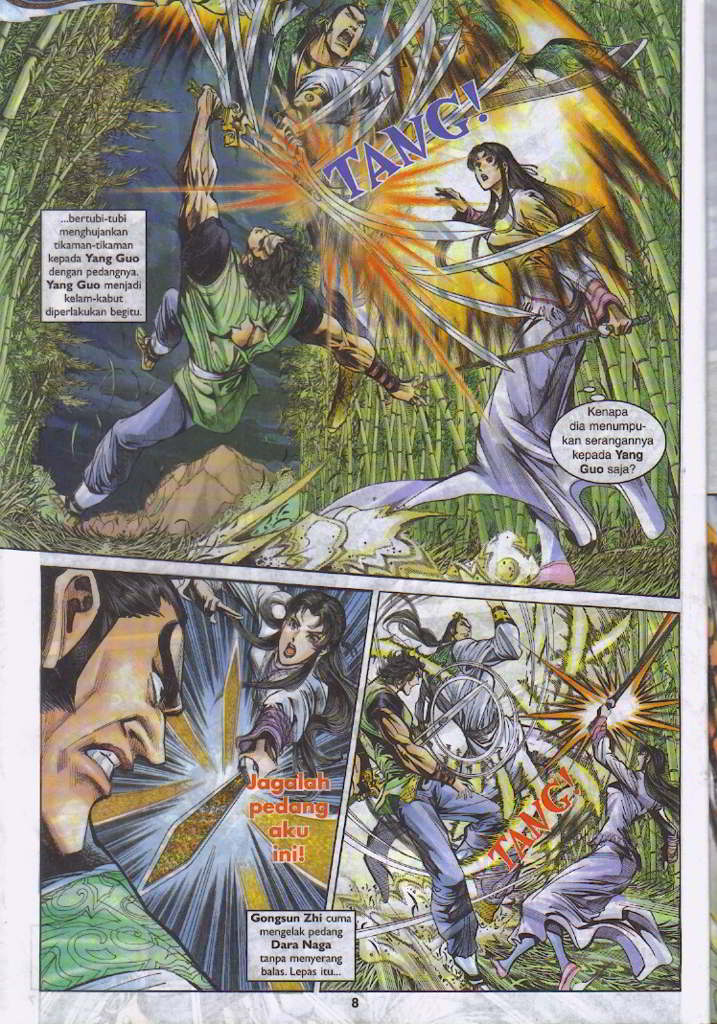 TANG!
...bertubi-tubi
menghujankan
tikaman-tikaman
kepada Yang Guo
dengan pedangnya.
Yang Guo menjadi
kelam-kabut
diperlakukan begitu.
Kenapa
dia menumpu-
kan serangannya
kepada Yang
Guo saja?
Jagalah
pedang
aku
ini!
Gongsun Zhi cuma
mengelak pedang
Dara Naga
tanpa menyerang
balas. Lepas itu...
TANG!
8